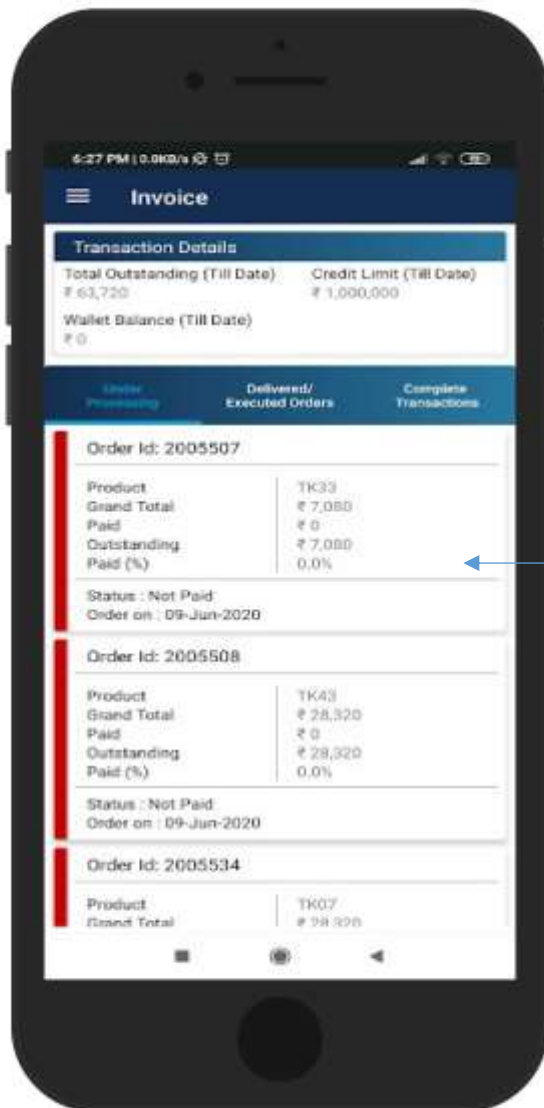 6:27 PM | 0.0KB/s
Invoice
Transaction Details
Total Outstanding (Till Date) Credit Limit (Till Date)
₹ 63,720 ₹ 1,000,000
Wallet Balance (Till Date)
₹ 0
Under Processing
Delivered/ Executed Orders
Complete Transactions
Order Id: 2005507
Product TK33
Grand Total ₹ 7,080
Paid ₹ 0
Outstanding ₹ 7,080
Paid (%) 0.0%
Status : Not Paid
Order on : 09-Jun-2020
Order Id: 2005508
Product TK43
Grand Total ₹ 28,320
Paid ₹ 0
Outstanding ₹ 28,320
Paid (%) 0.0%
Status : Not Paid
Order on : 09-Jun-2020
Order Id: 2005534
Product TK07
Grand Total ₹ 28,320